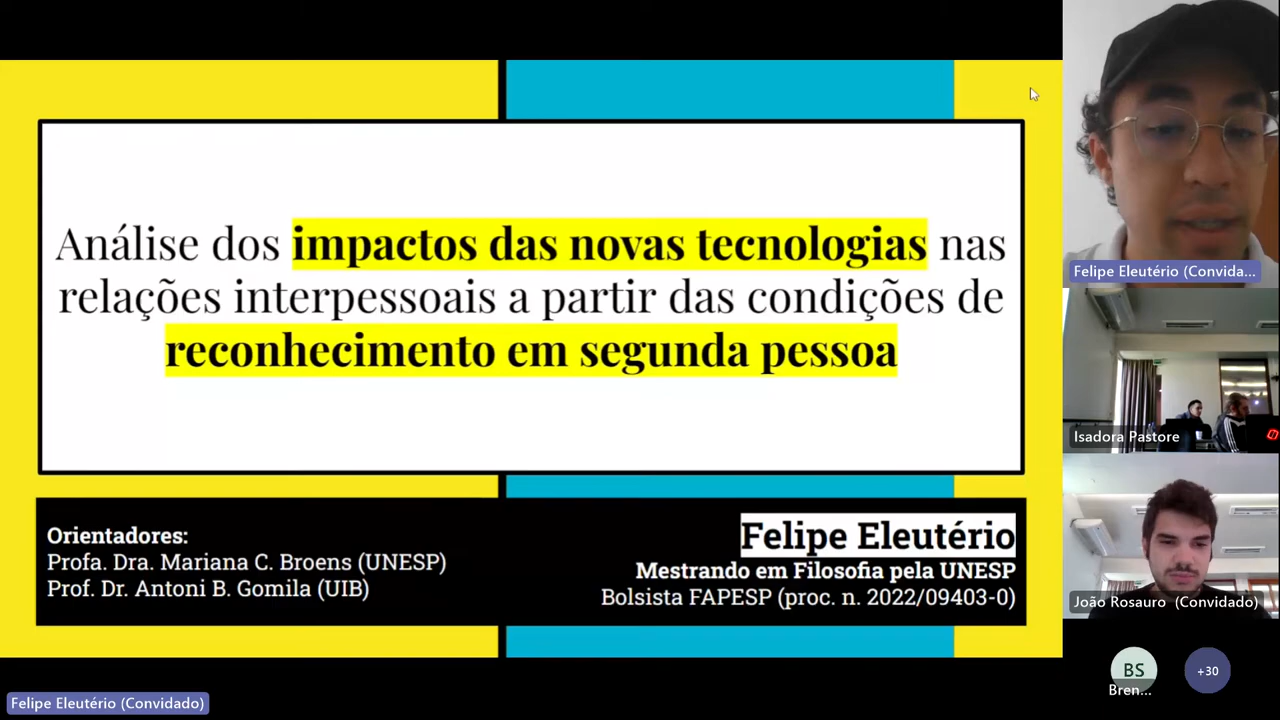 Análise dos impactos das novas tecnologias nas
relações interpessoais a partir das condições de
reconhecimento em segunda pessoa
Orientadores:
Profa. Dra. Mariana C. Broens (UNESP)
Prof. Dr. Antoni B. Gomila (UIB)
Felipe Eleutério
Mestrando em Filosofia pela UNESP
Bolsista FAPESP (proc. n. 2022/09403-0)
Felipe Eleutério (Convida...
Isadora Pastore
João Rosauro (Convidado)
BS
Bren...
+30
Felipe Eleutério (Convidado)